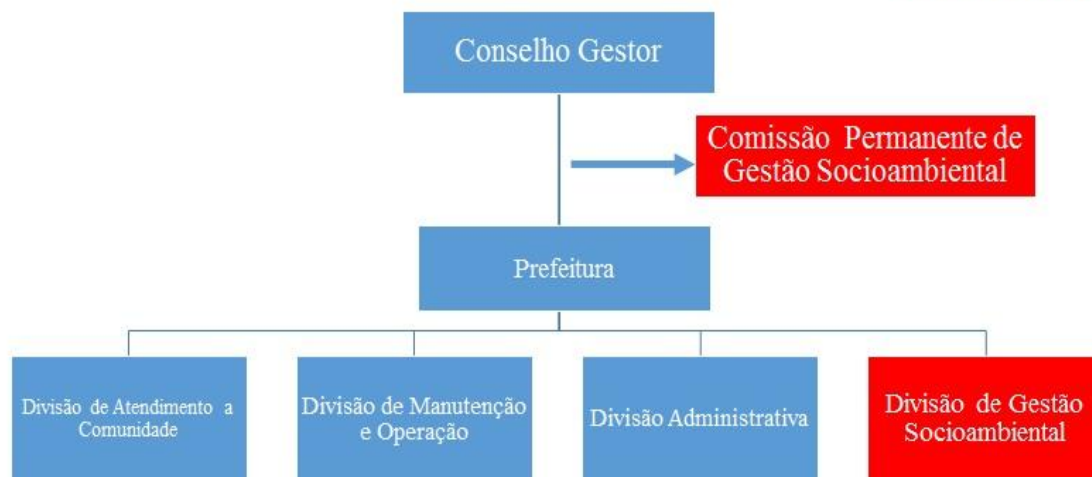 Conselho Gestor
Comissão Permanente de
Gestão Socioambiental
Prefeitura
Divisão de Atendimento a
Comunidade
Divisão de Manutenção
e Operação
Divisão Administrativa
Divisão de Gestão
Socioambiental